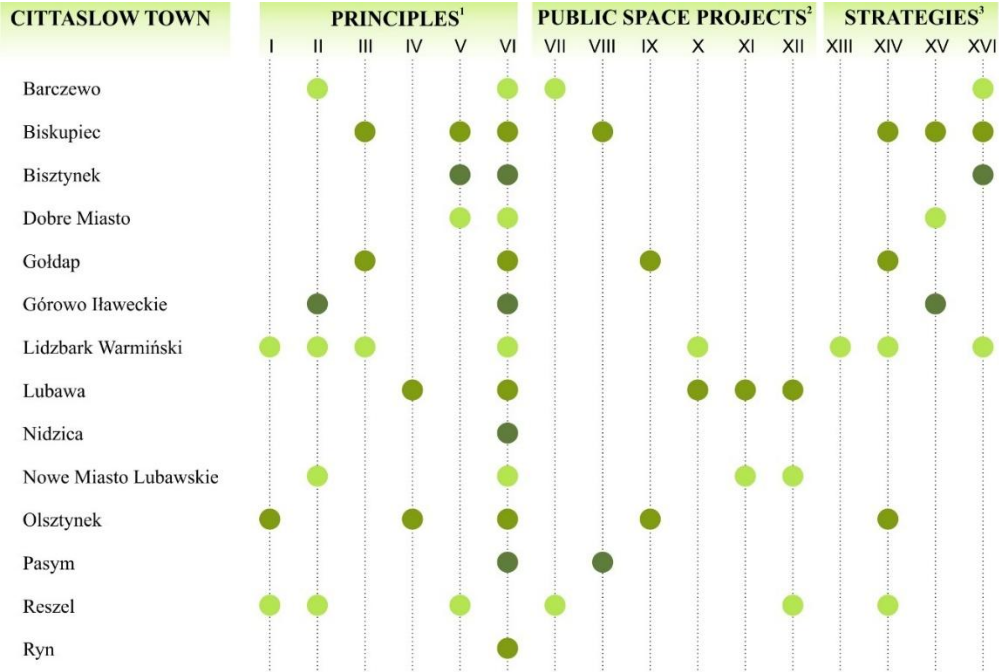 CITTASLOW TOWN PRINCIPLES¹ PUBLIC SPACE PROJECTS² STRATEGIES³
I II III IV V VI VII VIII IX X XI XII XIII XIV XV XVI
Barczewo
Biskupiec
Bisztynek
Dobre Miasto
Gołdap
Górowo Iławeckie
Lidzbark Warmiński
Lubawa
Nidzica
Nowe Miasto Lubawskie
Olsztynek
Pasym
Reszel
Ryn